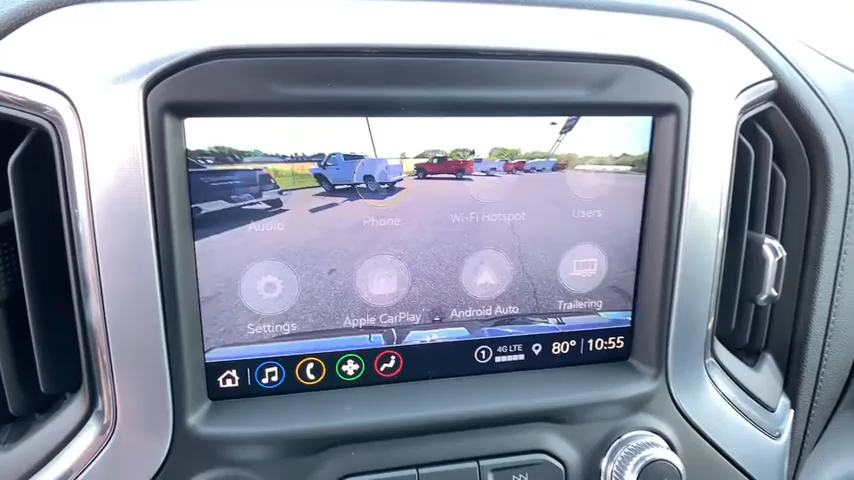 Audio Phone Wi-Fi Hotspot Users
Settings Apple CarPlay Android Auto Trailering
1 4G LTE 80° 10:55
N